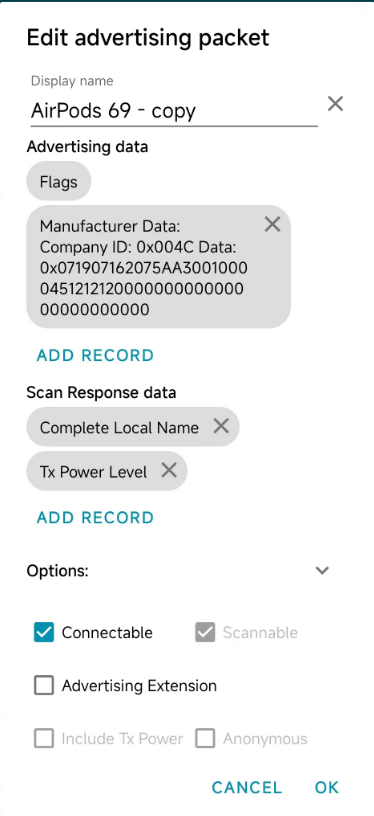 Edit advertising packet
Display name
AirPods 69 - copy
Advertising data
Flags
Manufacturer Data:
Company ID: 0x004C Data:
0x071907162075AA3001000
0451212120000000000000
00000000000
ADD RECORD
Scan Response data
Complete Local Name
Tx Power Level
ADD RECORD
Options:
Connectable
Scannable
Advertising Extension
Include Tx Power
Anonymous
CANCEL
OK